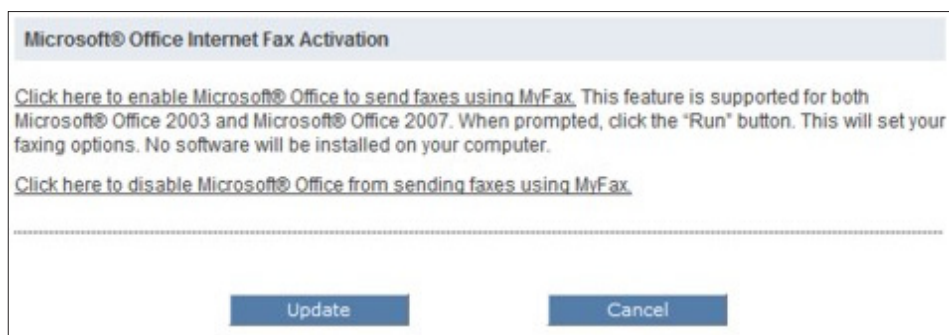 Microsoft® Office Internet Fax Activation
Click here to enable Microsoft® Office to send faxes using MyFax. This feature is supported for both
Microsoft® Office 2003 and Microsoft® Office 2007. When prompted, click the “Run” button. This will set your
faxing options. No software will be installed on your computer.
Click here to disable Microsoft® Office from sending faxes using MyFax.
Update Cancel